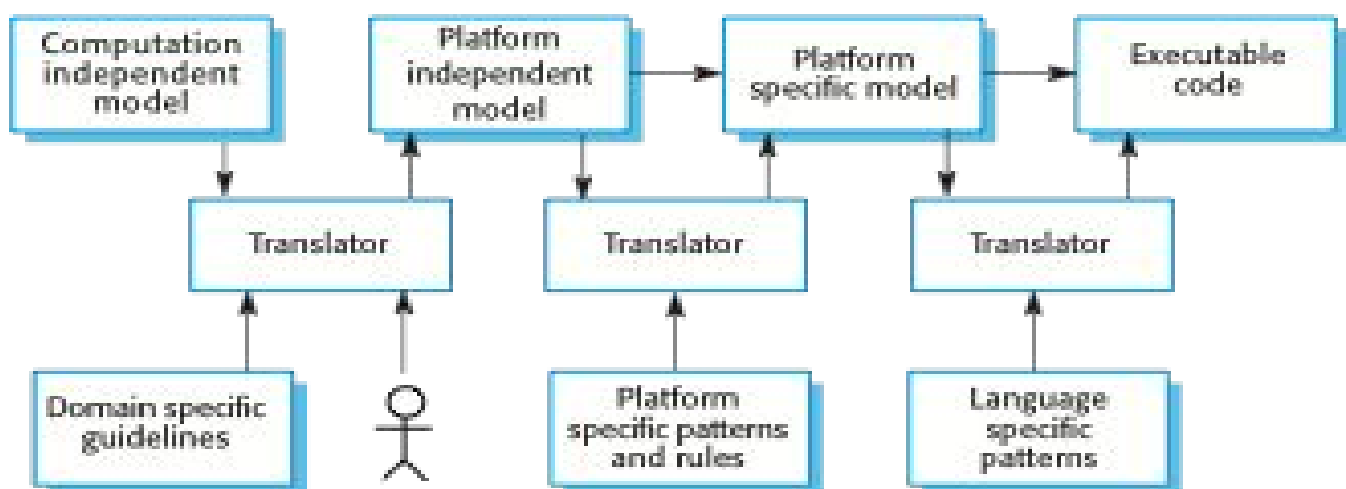 Computation
independent
model
Platform
independent
model
Platform
specific model
Executable
code
Translator
Translator
Translator
Domain specific
guidelines
Platform
specific patterns
and rules
Language
specific
patterns